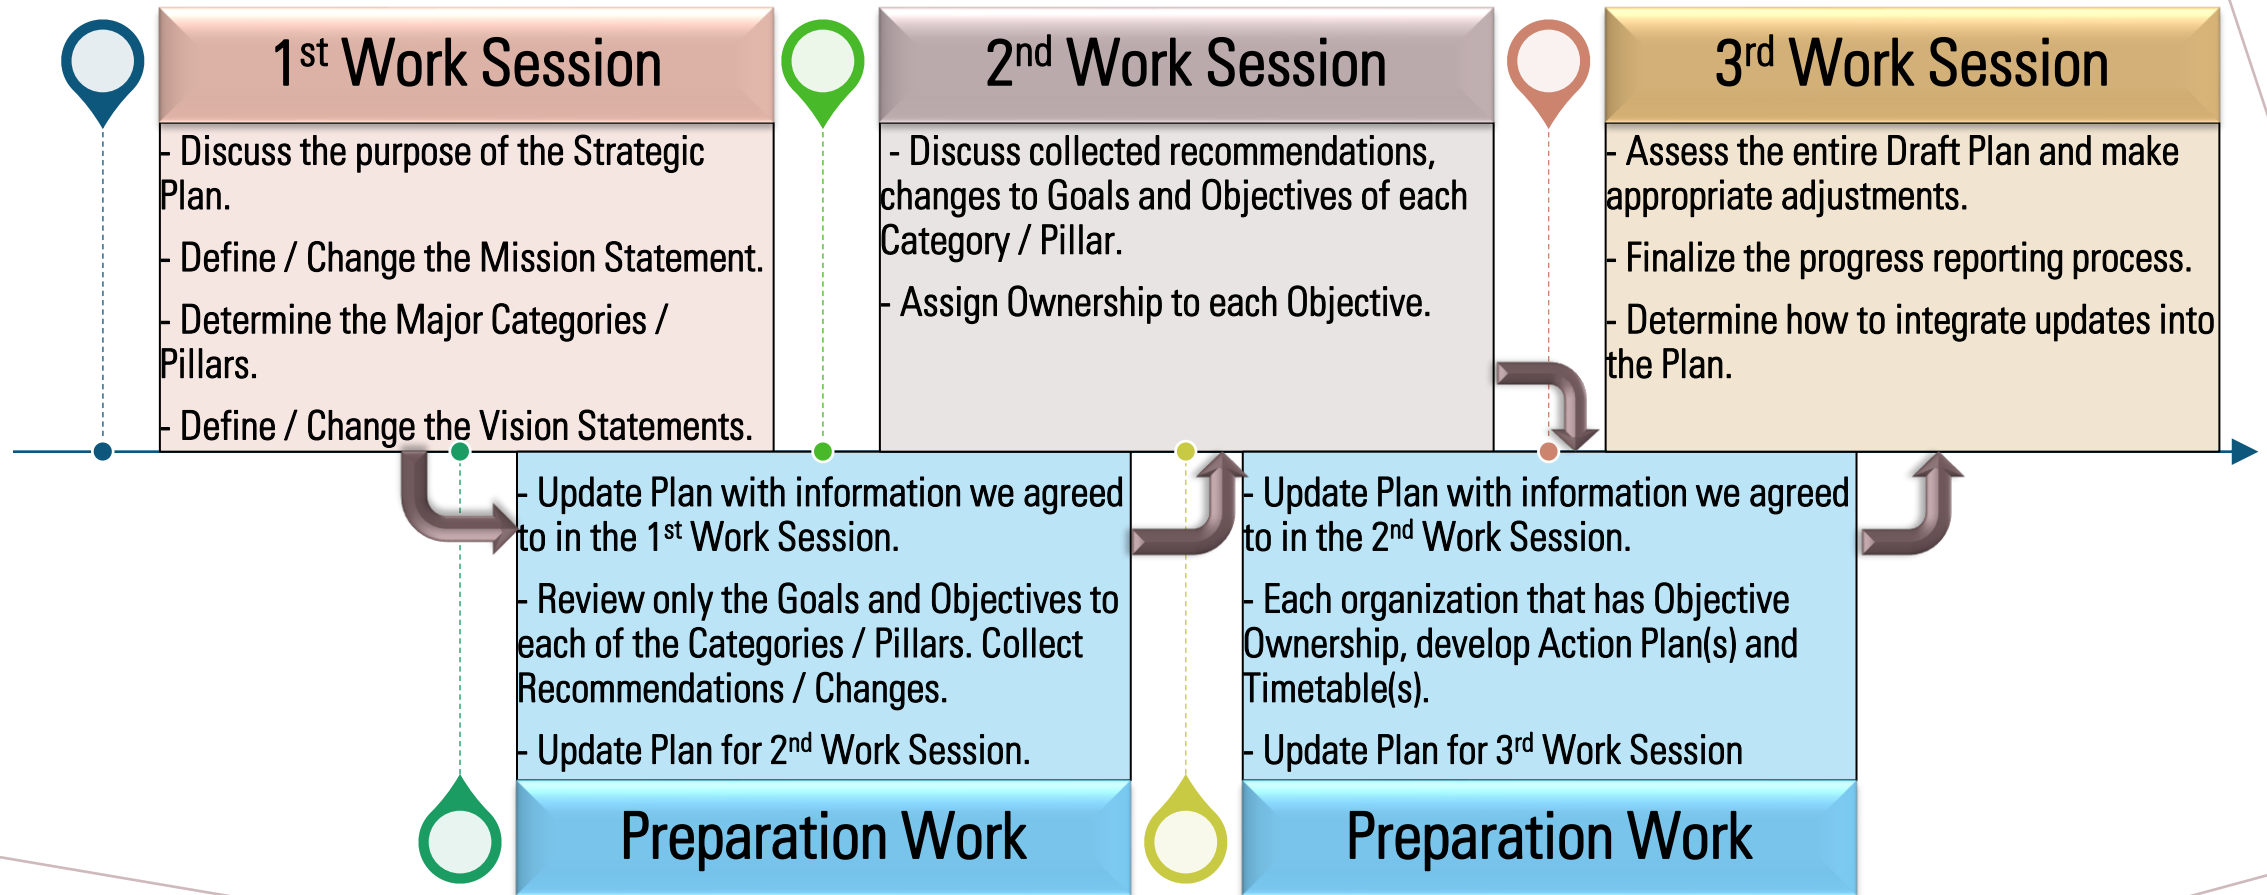 1st Work Session
- Discuss the purpose of the Strategic
Plan.
- Define / Change the Mission Statement.
- Determine the Major Categories /
Pillars.
- Define / Change the Vision Statements.
- Update Plan with information we agreed
to in the 1st Work Session.
- Review only the Goals and Objectives to
each of the Categories / Pillars. Collect
Recommendations / Changes.
- Update Plan for 2nd Work Session.
Preparation Work
2nd Work Session
- Discuss collected recommendations,
changes to Goals and Objectives of each
Category / Pillar.
- Assign Ownership to each Objective.
- Update Plan with information we agreed
to in the 2nd Work Session.
- Each organization that has Objective
Ownership, develop Action Plan(s) and
Timetable(s).
- Update Plan for 3rd Work Session
Preparation Work
3rd Work Session
- Assess the entire Draft Plan and make
appropriate adjustments.
- Finalize the progress reporting process.
- Determine how to integrate updates into
the Plan.